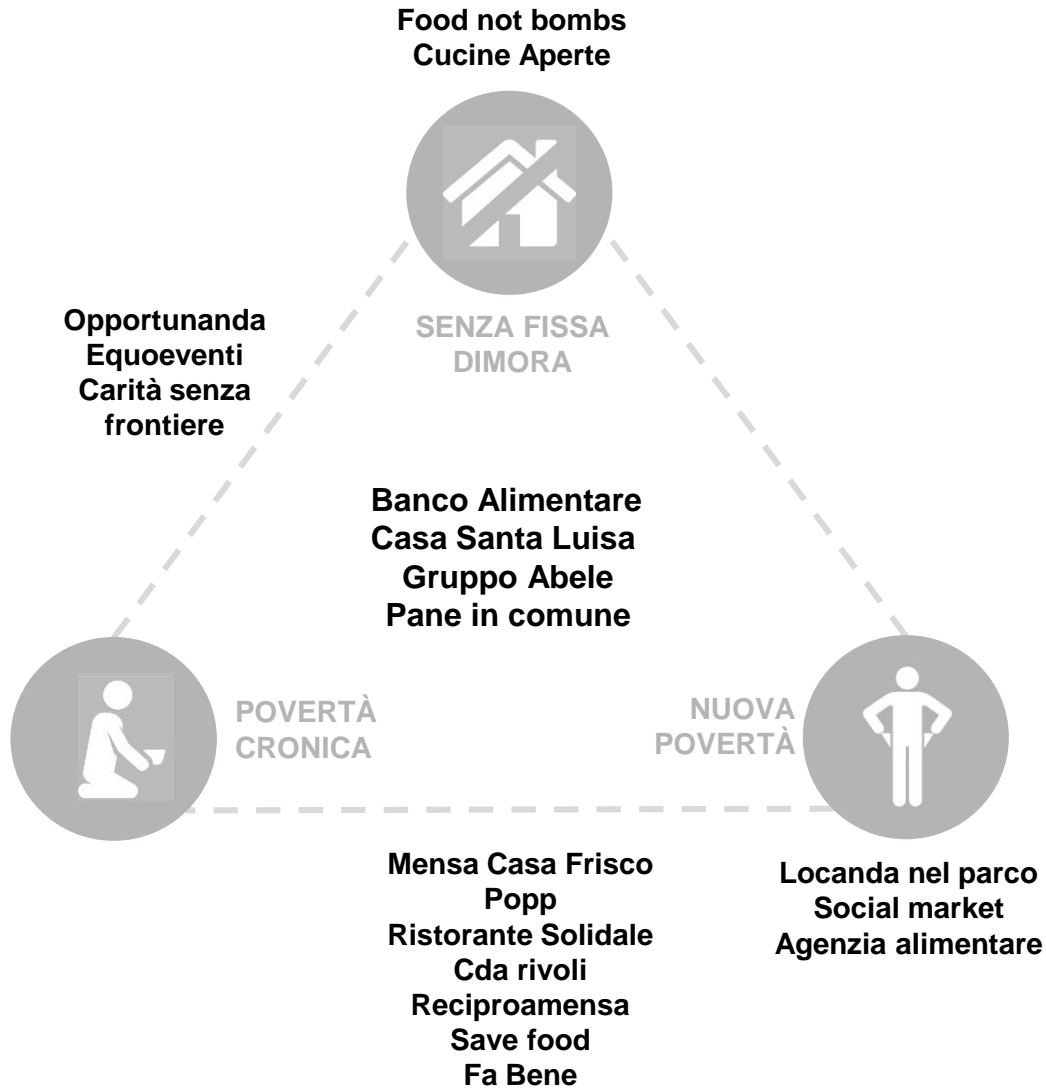 Food not bombs
Cucine Aperte
SENZA FISSA
DIMORA
Opportunanda
Equoeventi
Carità senza
frontiere
Banco Alimentare
Casa Santa Luisa
Gruppo Abele
Pane in comune
POVERTÀ
CRONICA
NUOVA
POVERTÀ
Mensa Casa Frisco
Popp
Ristorante Solidale
Cda rivoli
Reciproamensa
Save food
Fa Bene
Locanda nel parco
Social market
Agenzia alimentare